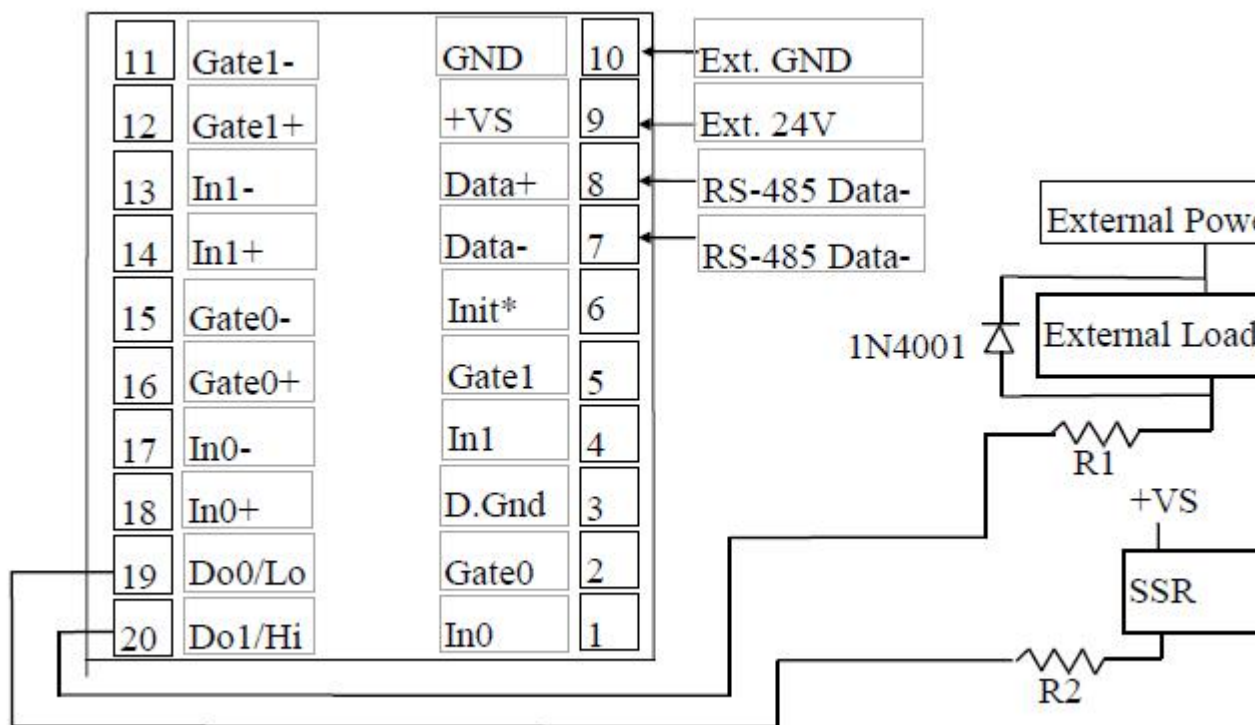 11 Gate1- GND 10 Ext. GND
12 Gate1+ +VS 9 Ext. 24V
13 In1- Data+ 8 RS-485 Data-
14 In1+ Data- 7 RS-485 Data-
15 Gate0- Init* 6
16 Gate0+ Gate1 5
17 In0- In1 4
18 In0+ D.Gnd 3
19 Do0/Lo Gate0 2
20 Do1/Hi In0 1
External Powe
External Load
1N4001
R1
+VS
SSR
R2